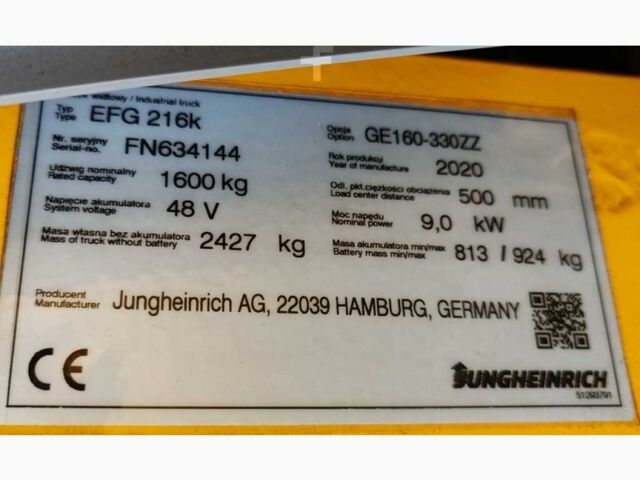 widłowy / Industrial truck
Typ
Type EFG 216k
Opcja
Option GE160-330ZZ
Nr. seryjny
Serial-no. FN634144
Rok produkcji
Year of manufacture 2020
Udźwig nominalny
Rated capacity 1600 kg
Odl. pkt.ciężkości obciążenia
Load center distance 500 mm
Napięcie akumulatora
System voltage 48 V
Moc napędu
Nominal power 9,0 kW
Masa własna bez akumulatora
Mass of truck without battery 2427 kg
Masa akumulatora min/max
Battery mass min/max 813 / 924 kg
Producent
Manufacturer Jungheinrich AG, 22039 HAMBURG, GERMANY
CE
JUNGHEINRICH
51293791